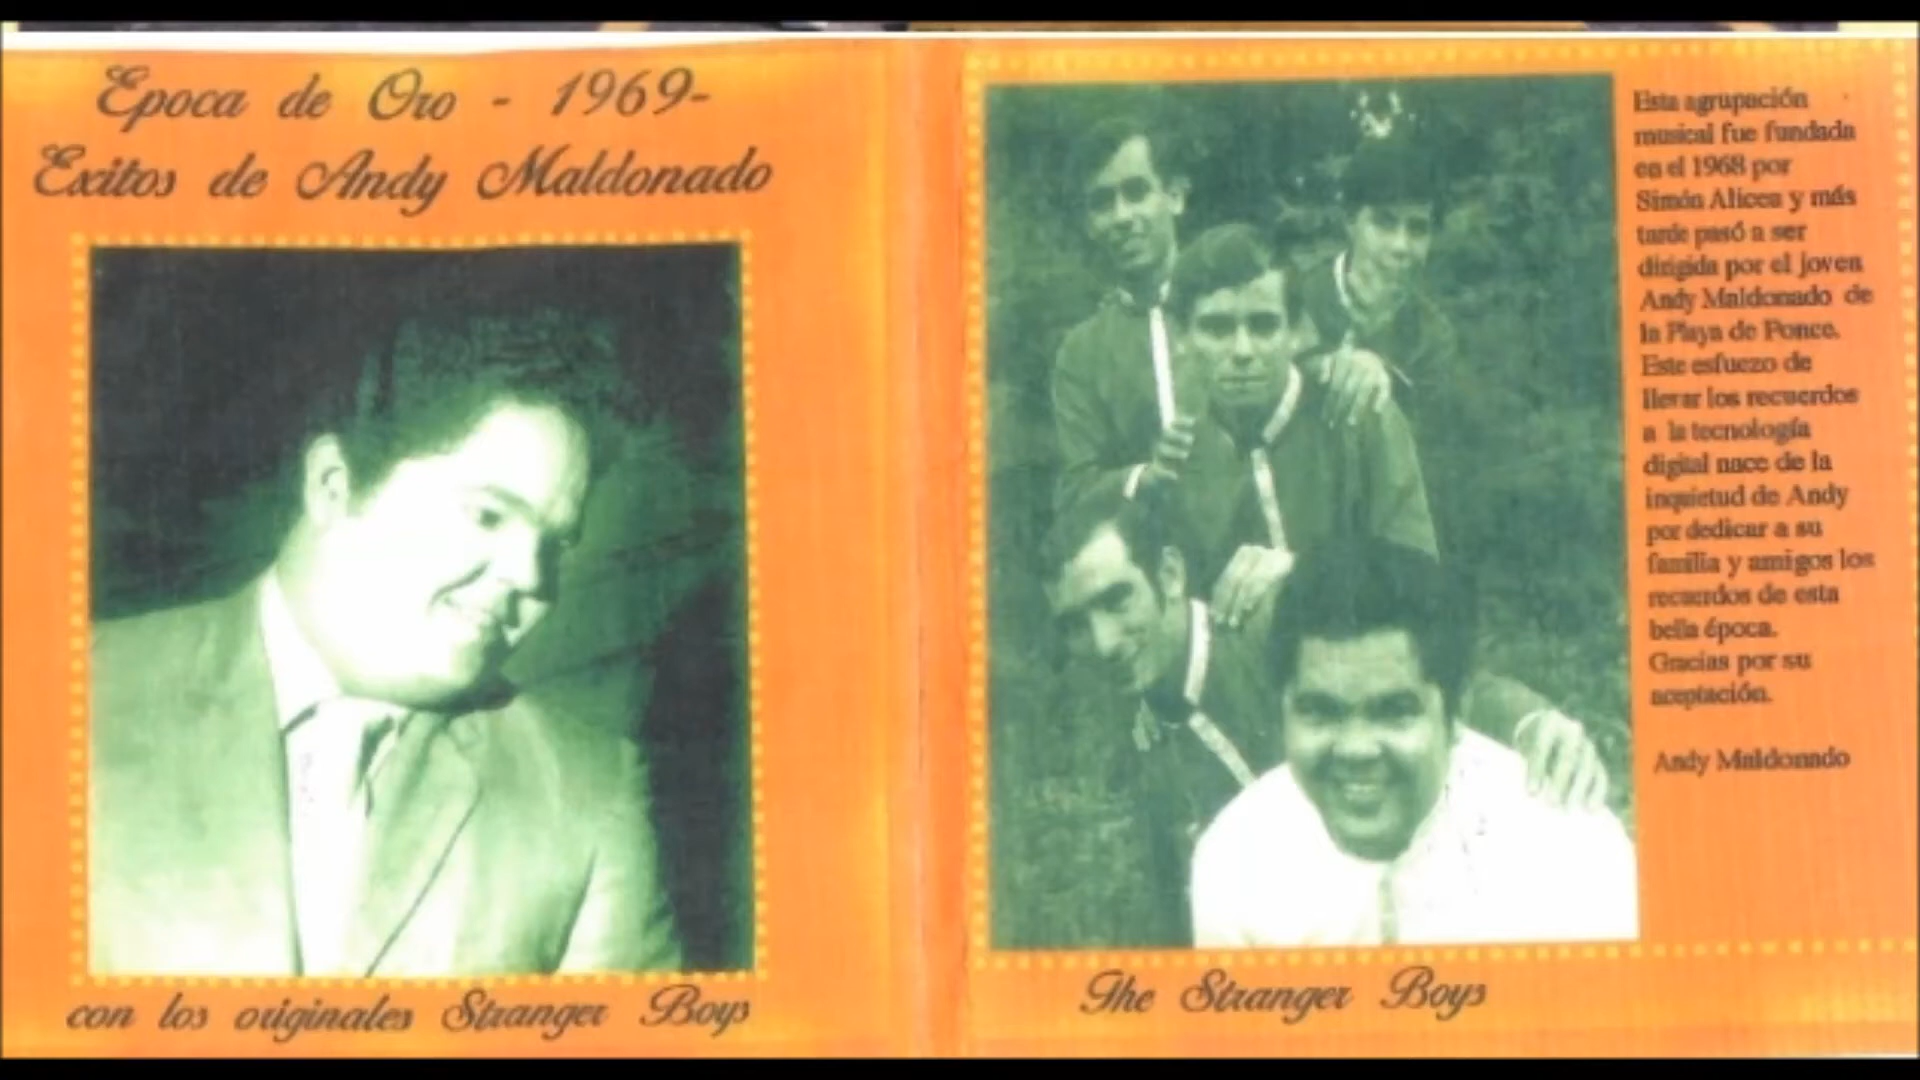 Epoca de Oro - 1969-
Exitos de Andy Maldonado
con los originales Stranger Boys
The Stranger Boys
Esta agrupación
musical fue fundada
en el 1968 por
Simón Alicea y más
tarde pasó a ser
dirigida por el joven
Andy Maldonado de
la Playa de Ponce.
Este esfuezo de
llevar los recuerdos
a la tecnología
digital nace de la
inquietud de Andy
por dedicar a su
familia y amigos los
recuerdos de esta
bella época.
Gracias por su
aceptación.
Andy Maldonado